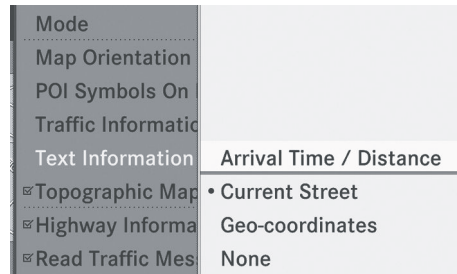 Mode
Map Orientation
POI Symbols On
Traffic Informatic
Text Information
Topographic Map
Highway Informa
Read Traffic Mes
Arrival Time / Distance
• Current Street
Geo-coordinates
None